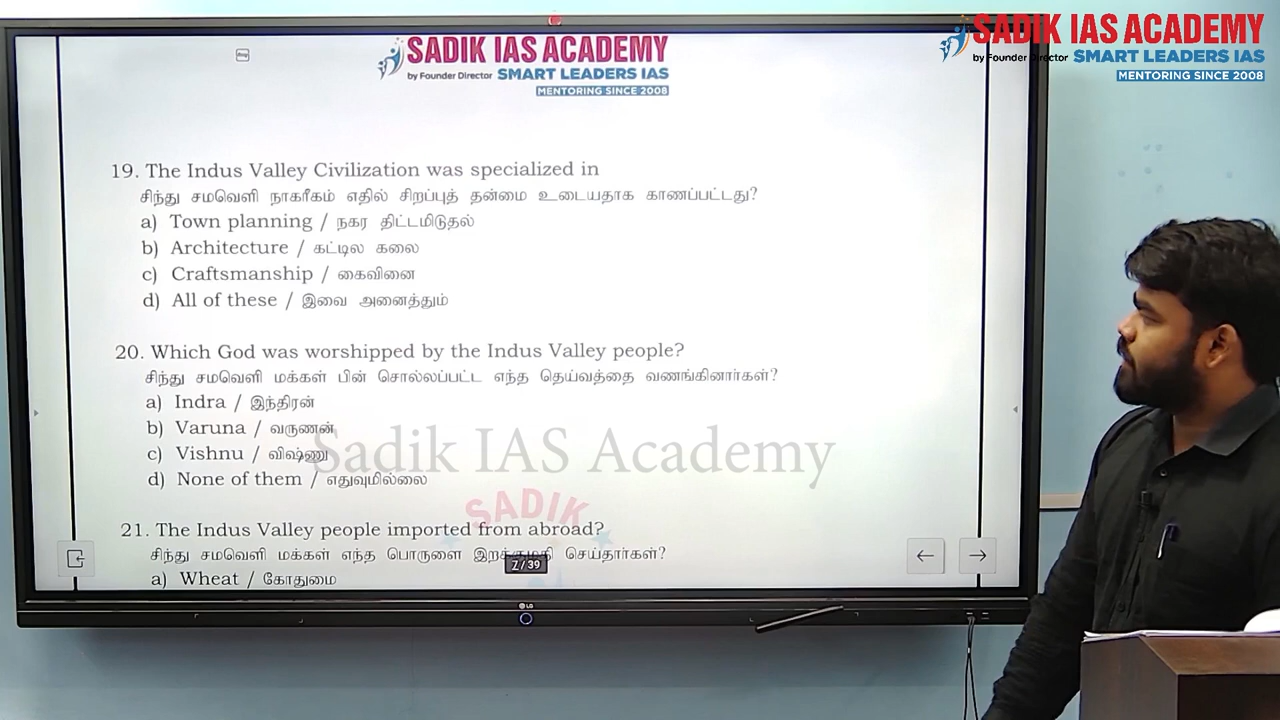 SADIK IAS ACADEMY
by Founder Director SMART LEADERS IAS
MENTORING SINCE 2008
SADIK IAS ACADEMY
by Founder Director SMART LEADERS IAS
MENTORING SINCE 2008
19. The Indus Valley Civilization was specialized in
சிந்து சமவெளி நாகரீகம் எதில் சிறப்புத் தன்மை உடையதாக காணப்பட்டது?
a) Town planning / நகர திட்டமிடுதல்
b) Architecture / கட்டில கலை
c) Craftsmanship / கைவினை
d) All of these / இவை அனைத்தும்
20. Which God was worshipped by the Indus Valley people?
சிந்து சமவெளி மக்கள் பின் சொல்லப்பட்ட எந்த தெய்வத்தை வணங்கினார்கள்?
a) Indra / இந்திரன்
b) Varuna / வருணன்
c) Vishnu / விஷ்ணு
Sadik IAS Academy
d) None of them / எதுவுமில்லை
SADIK
21. The Indus Valley people imported from abroad?
சிந்து சமவெளி மக்கள் எந்த பொருளை இறக்குமதி செய்தார்கள்?
7/39
a) Wheat / கோதுமை
LG